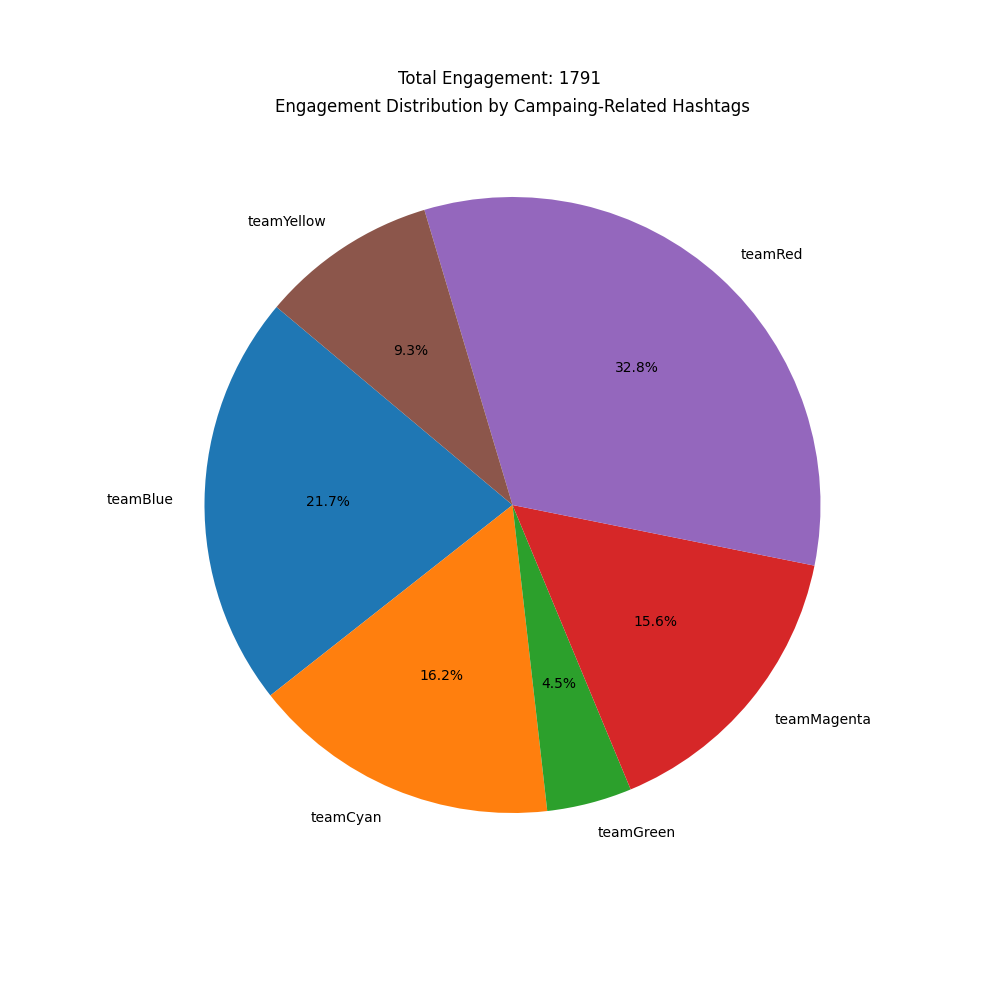 Total Engagement: 1791
Engagement Distribution by Campaing-Related Hashtags
teamYellow
teamRed
9.3%
32.8%
teamBlue
21.7%
15.6%
16.2%
4.5%
teamMagenta
teamCyan
teamGreen